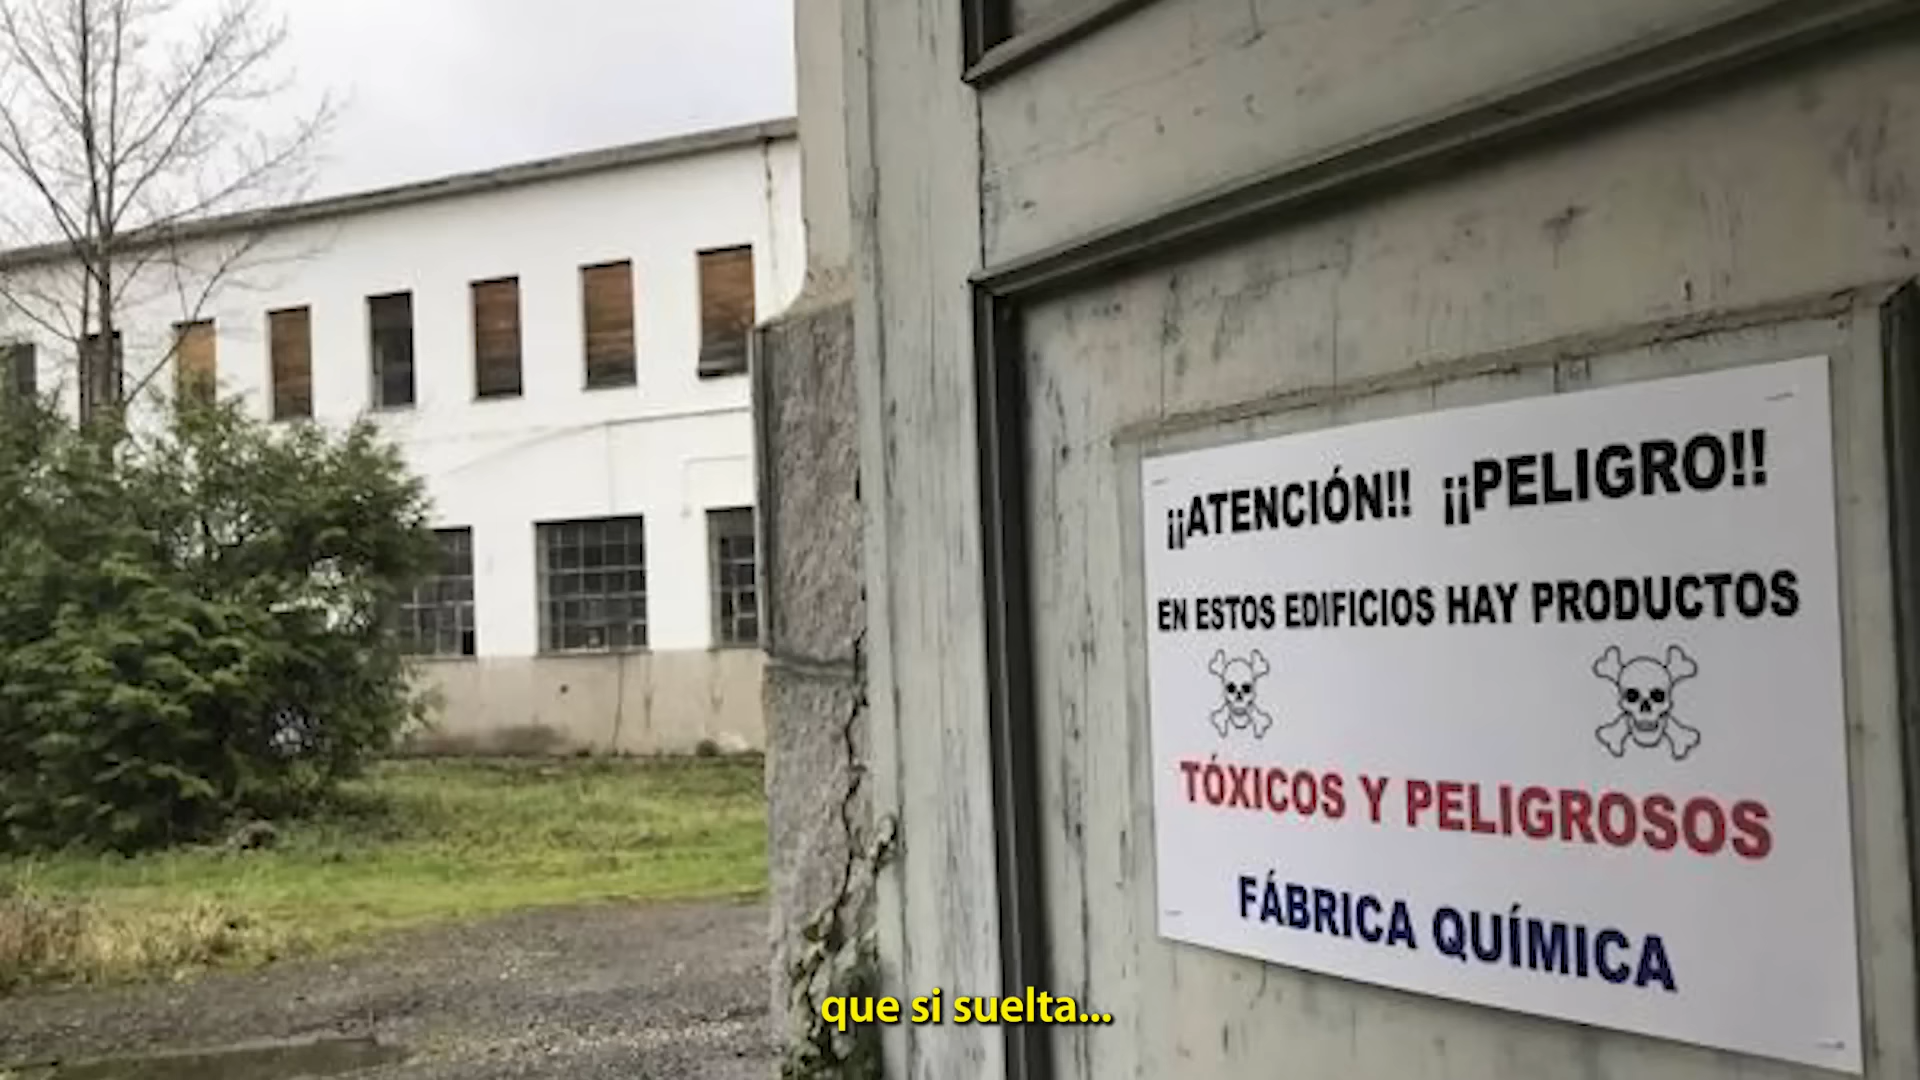 ¡¡ATENCIÓN!! ¡¡PELIGRO!!
EN ESTOS EDIFICIOS HAY PRODUCTOS
TÓXICOS Y PELIGROSOS
FÁBRICA QUÍMICA
que si suelta...